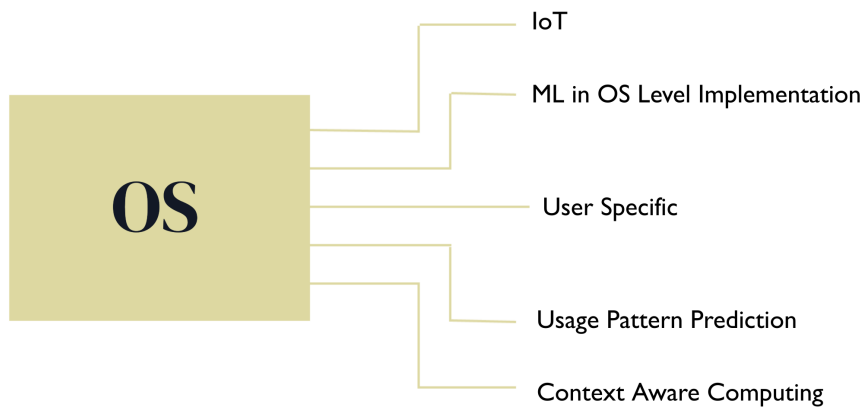 IoT
ML in OS Level Implementation
OS
User Specific
Usage Pattern Prediction
Context Aware Computing